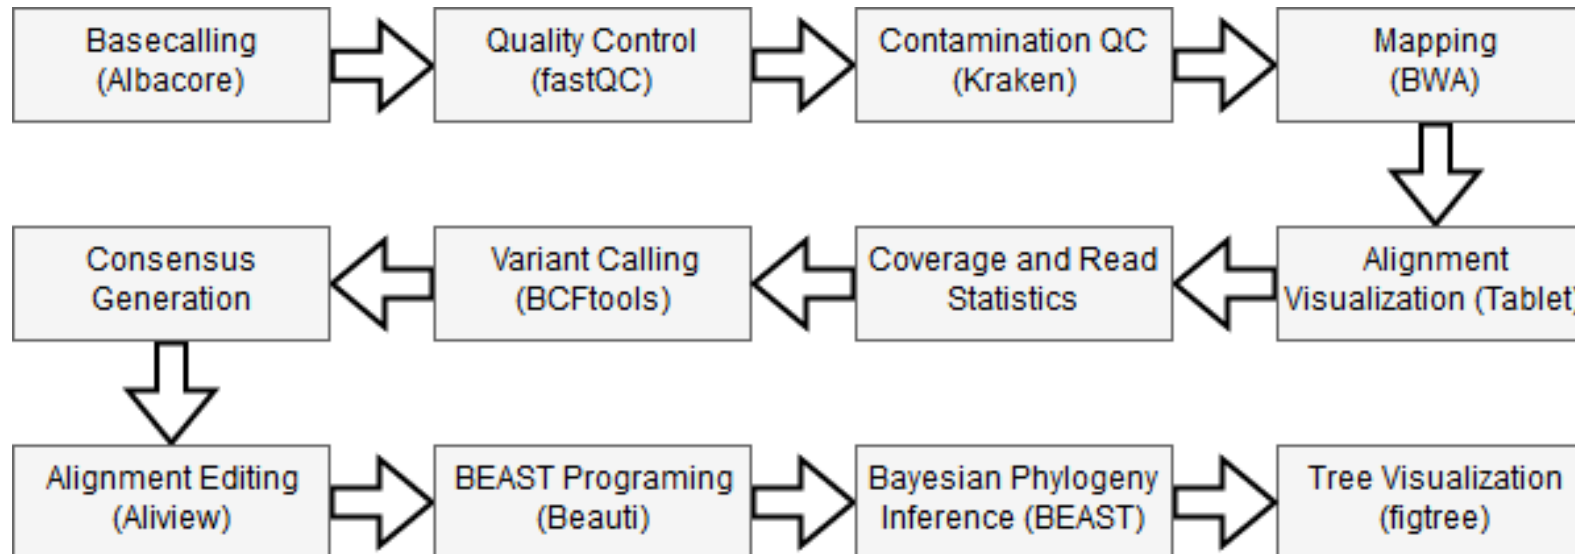 Basecalling
(Albacore)
Quality Control
(fastQC)
Contamination QC
(Kraken)
Mapping
(BWA)
Alignment
Visualization (Tablet)
Coverage and Read
Statistics
Variant Calling
(BCFtools)
Consensus
Generation
Alignment Editing
(Aliview)
BEAST Programing
(Beauti)
Bayesian Phylogeny
Inference (BEAST)
Tree Visualization
(figtree)